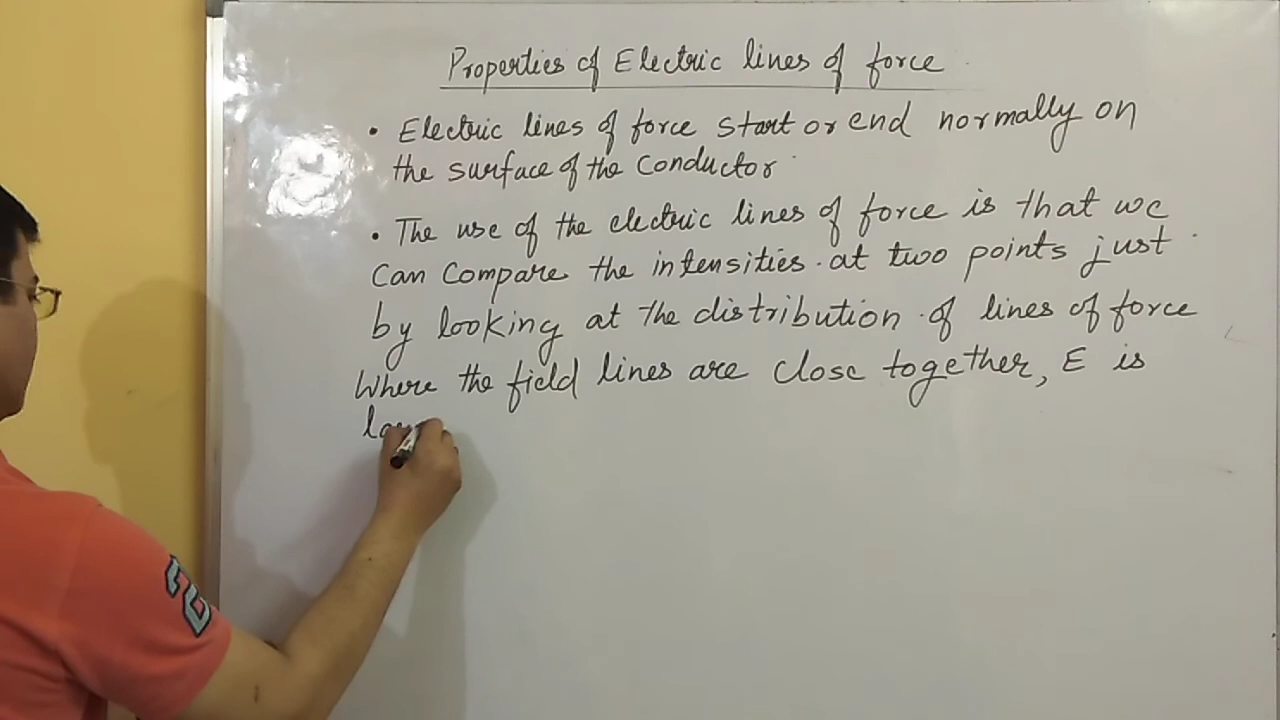 Properties of Electric lines of force
• Electric lines of force start or end normally on
the surface of the conductor
• The use of the electric lines of force is that we
can compare the intensities at two points just
by looking at the distribution of lines of force
Where the field lines are close together, E is
2